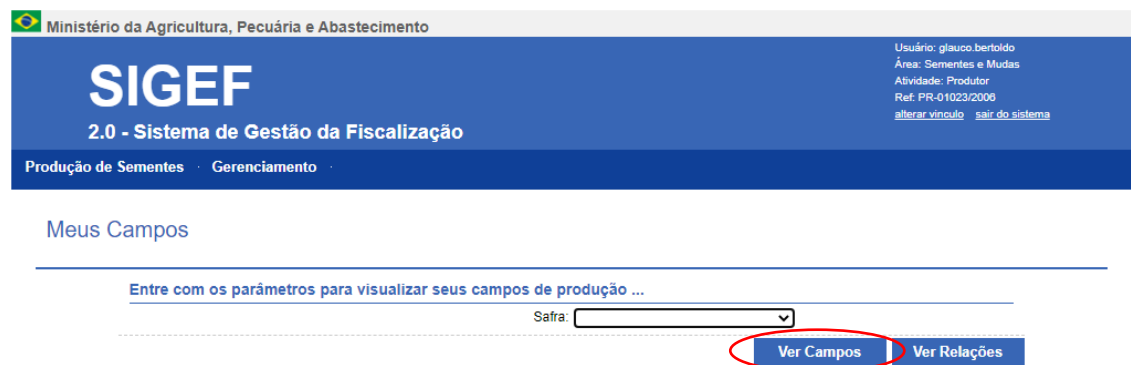 Ministério da Agricultura, Pecuária e Abastecimento
Usuário: glauco.bertoldo
Área: Sementes e Mudas
Atividade: Produtor
Ref: PR-01023/2006
alterar vinculo sair do sistema
SIGEF
2.0 - Sistema de Gestão da Fiscalização
Produção de Sementes · Gerenciamento ·
Meus Campos
Entre com os parâmetros para visualizar seus campos de produção ...
Safra:
Ver Campos Ver Relações